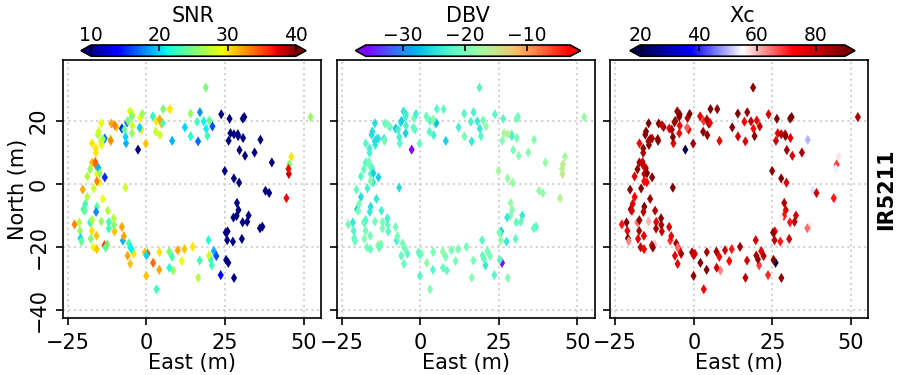 SNR DBV Xc
10 20 30 40 −30 −20 −10 20 40 60 80
North (m)
20
0
−20
−40
IR5211
−25 0 25 50 −25 0 25 50 −25 0 25 50
East (m) East (m) East (m)